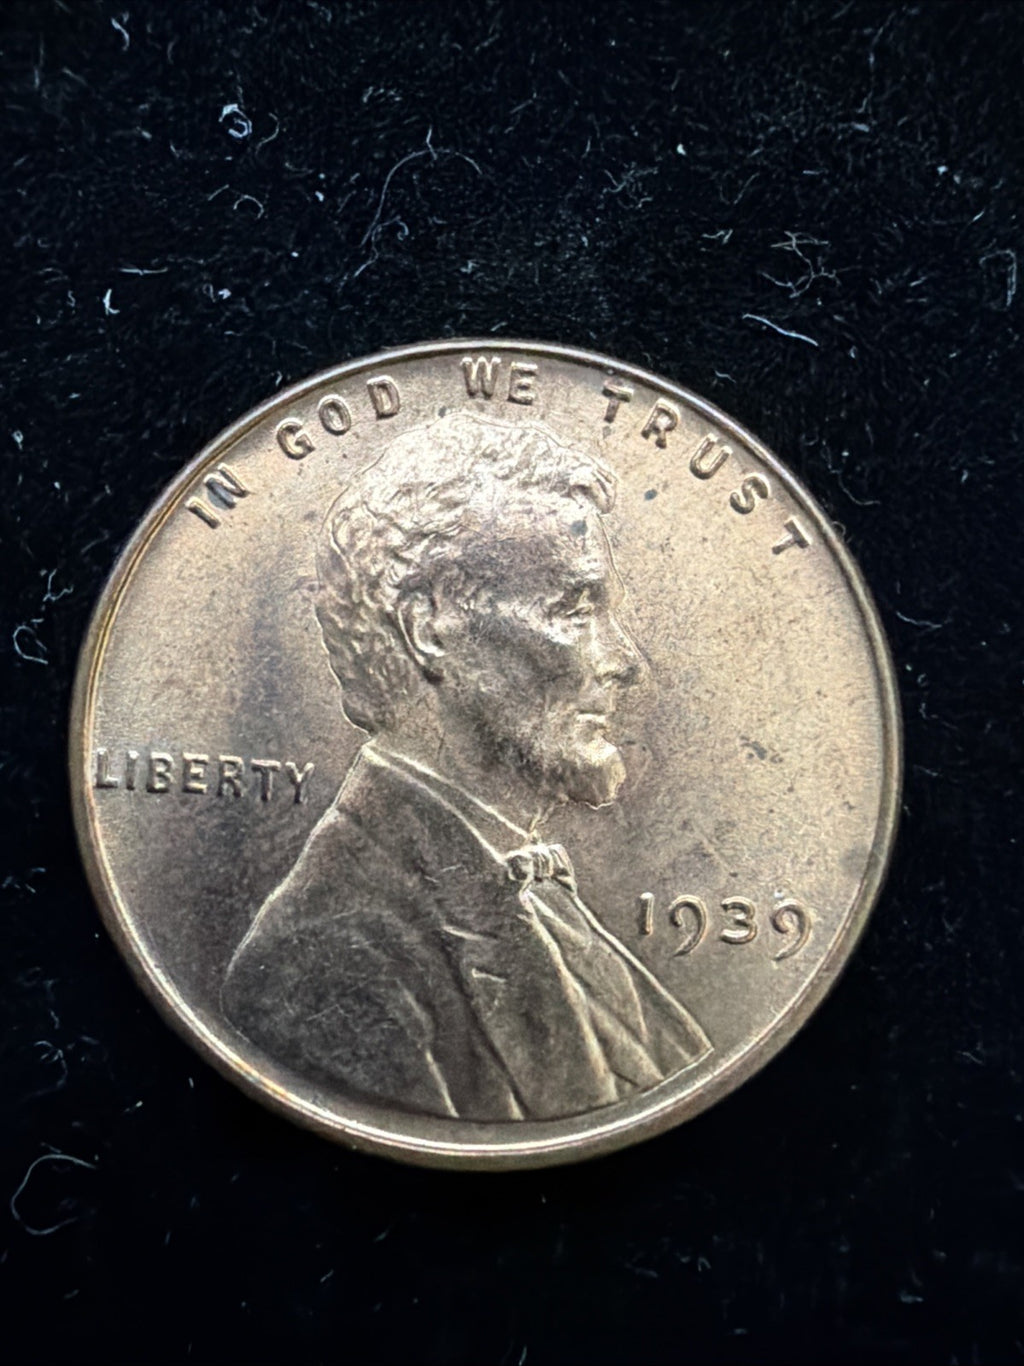 IN GOD WE TRUST
LIBERTY
1939